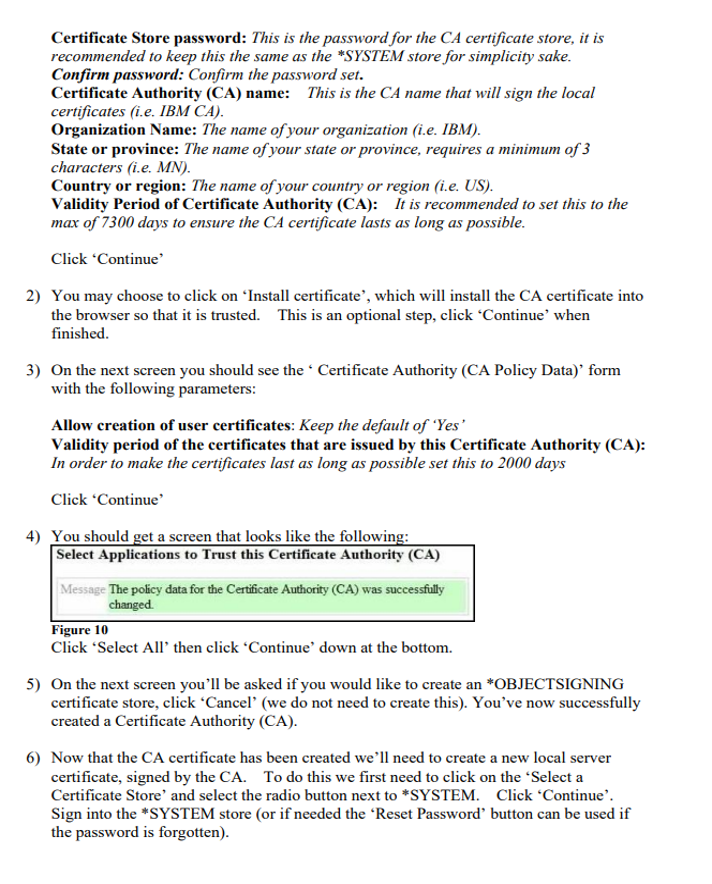 Certificate Store password: This is the password for the CA certificate store, it is
recommended to keep this the same as the *SYSTEM store for simplicity sake.
Confirm password: Confirm the password set.
Certificate Authority (CA) name: This is the CA name that will sign the local
certificates (i.e. IBM CA).
Organization Name: The name of your organization (i.e. IBM).
State or province: The name of your state or province, requires a minimum of 3
characters (i.e. MN).
Country or region: The name of your country or region (i.e. US).
Validity Period of Certificate Authority (CA): It is recommended to set this to the
max of 7300 days to ensure the CA certificate lasts as long as possible.
Click ‘Continue’
2) You may choose to click on ‘Install certificate’, which will install the CA certificate into
the browser so that it is trusted. This is an optional step, click ‘Continue’ when
finished.
3) On the next screen you should see the ‘ Certificate Authority (CA Policy Data)’ form
with the following parameters:
Allow creation of user certificates: Keep the default of ‘Yes’
Validity period of the certificates that are issued by this Certificate Authority (CA):
In order to make the certificates last as long as possible set this to 2000 days
Click ‘Continue’
4) You should get a screen that looks like the following:
Select Applications to Trust this Certificate Authority (CA)
Message The policy data for the Certificate Authority (CA) was successfully
changed.
Figure 10
Click ‘Select All’ then click ‘Continue’ down at the bottom.
5) On the next screen you’ll be asked if you would like to create an *OBJECTSIGNING
certificate store, click ‘Cancel’ (we do not need to create this). You’ve now successfully
created a Certificate Authority (CA).
6) Now that the CA certificate has been created we’ll need to create a new local server
certificate, signed by the CA. To do this we first need to click on the ‘Select a
Certificate Store’ and select the radio button next to *SYSTEM. Click ‘Continue’.
Sign into the *SYSTEM store (or if needed the ‘Reset Password’ button can be used if
the password is forgotten).